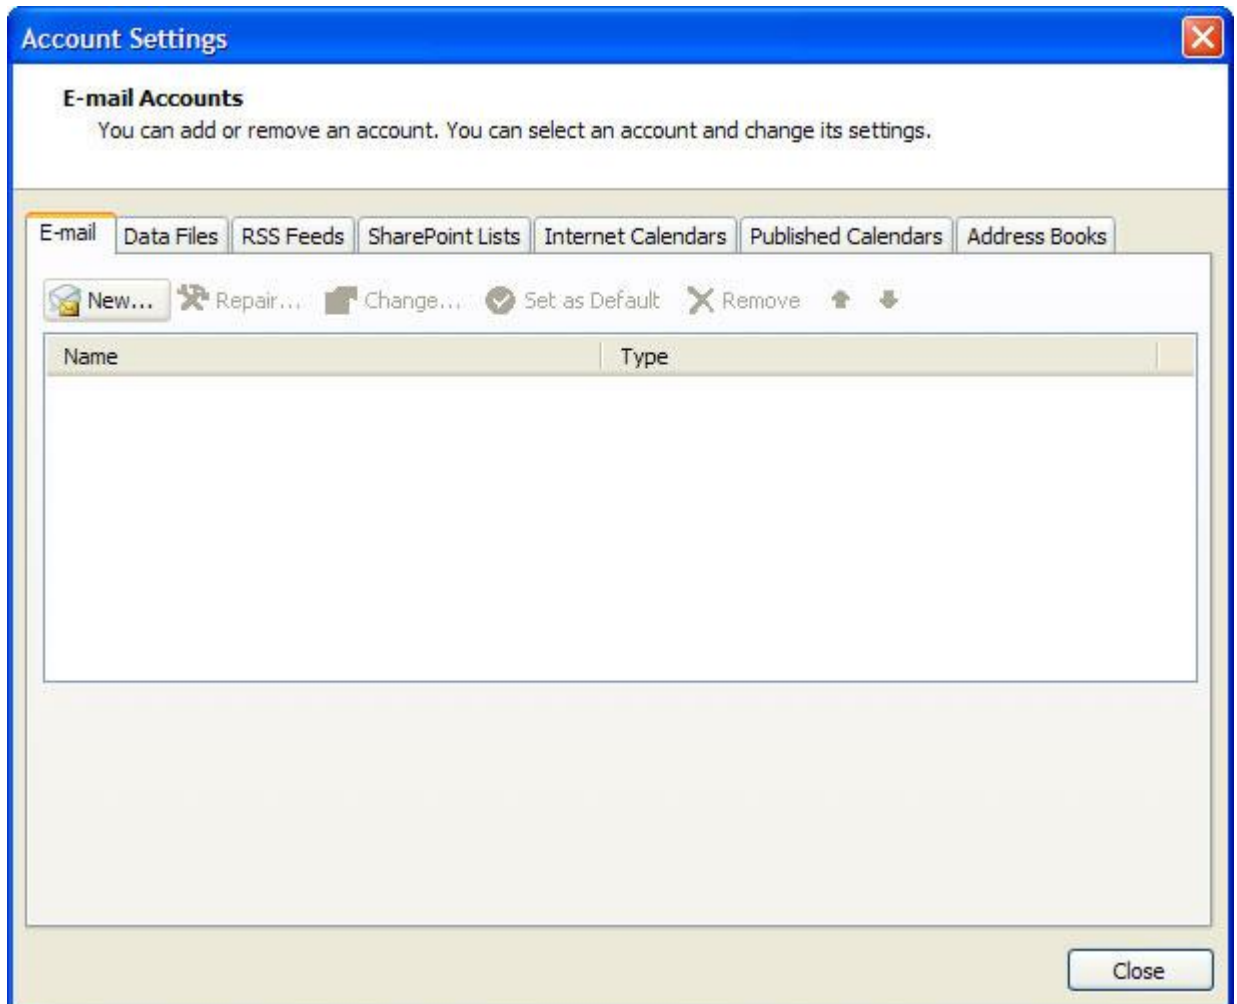 Account Settings
E-mail Accounts
You can add or remove an account. You can select an account and change its settings.
E-mail Data Files RSS Feeds SharePoint Lists Internet Calendars Published Calendars Address Books
New... Repair... Change... Set as Default Remove
Name Type
Close